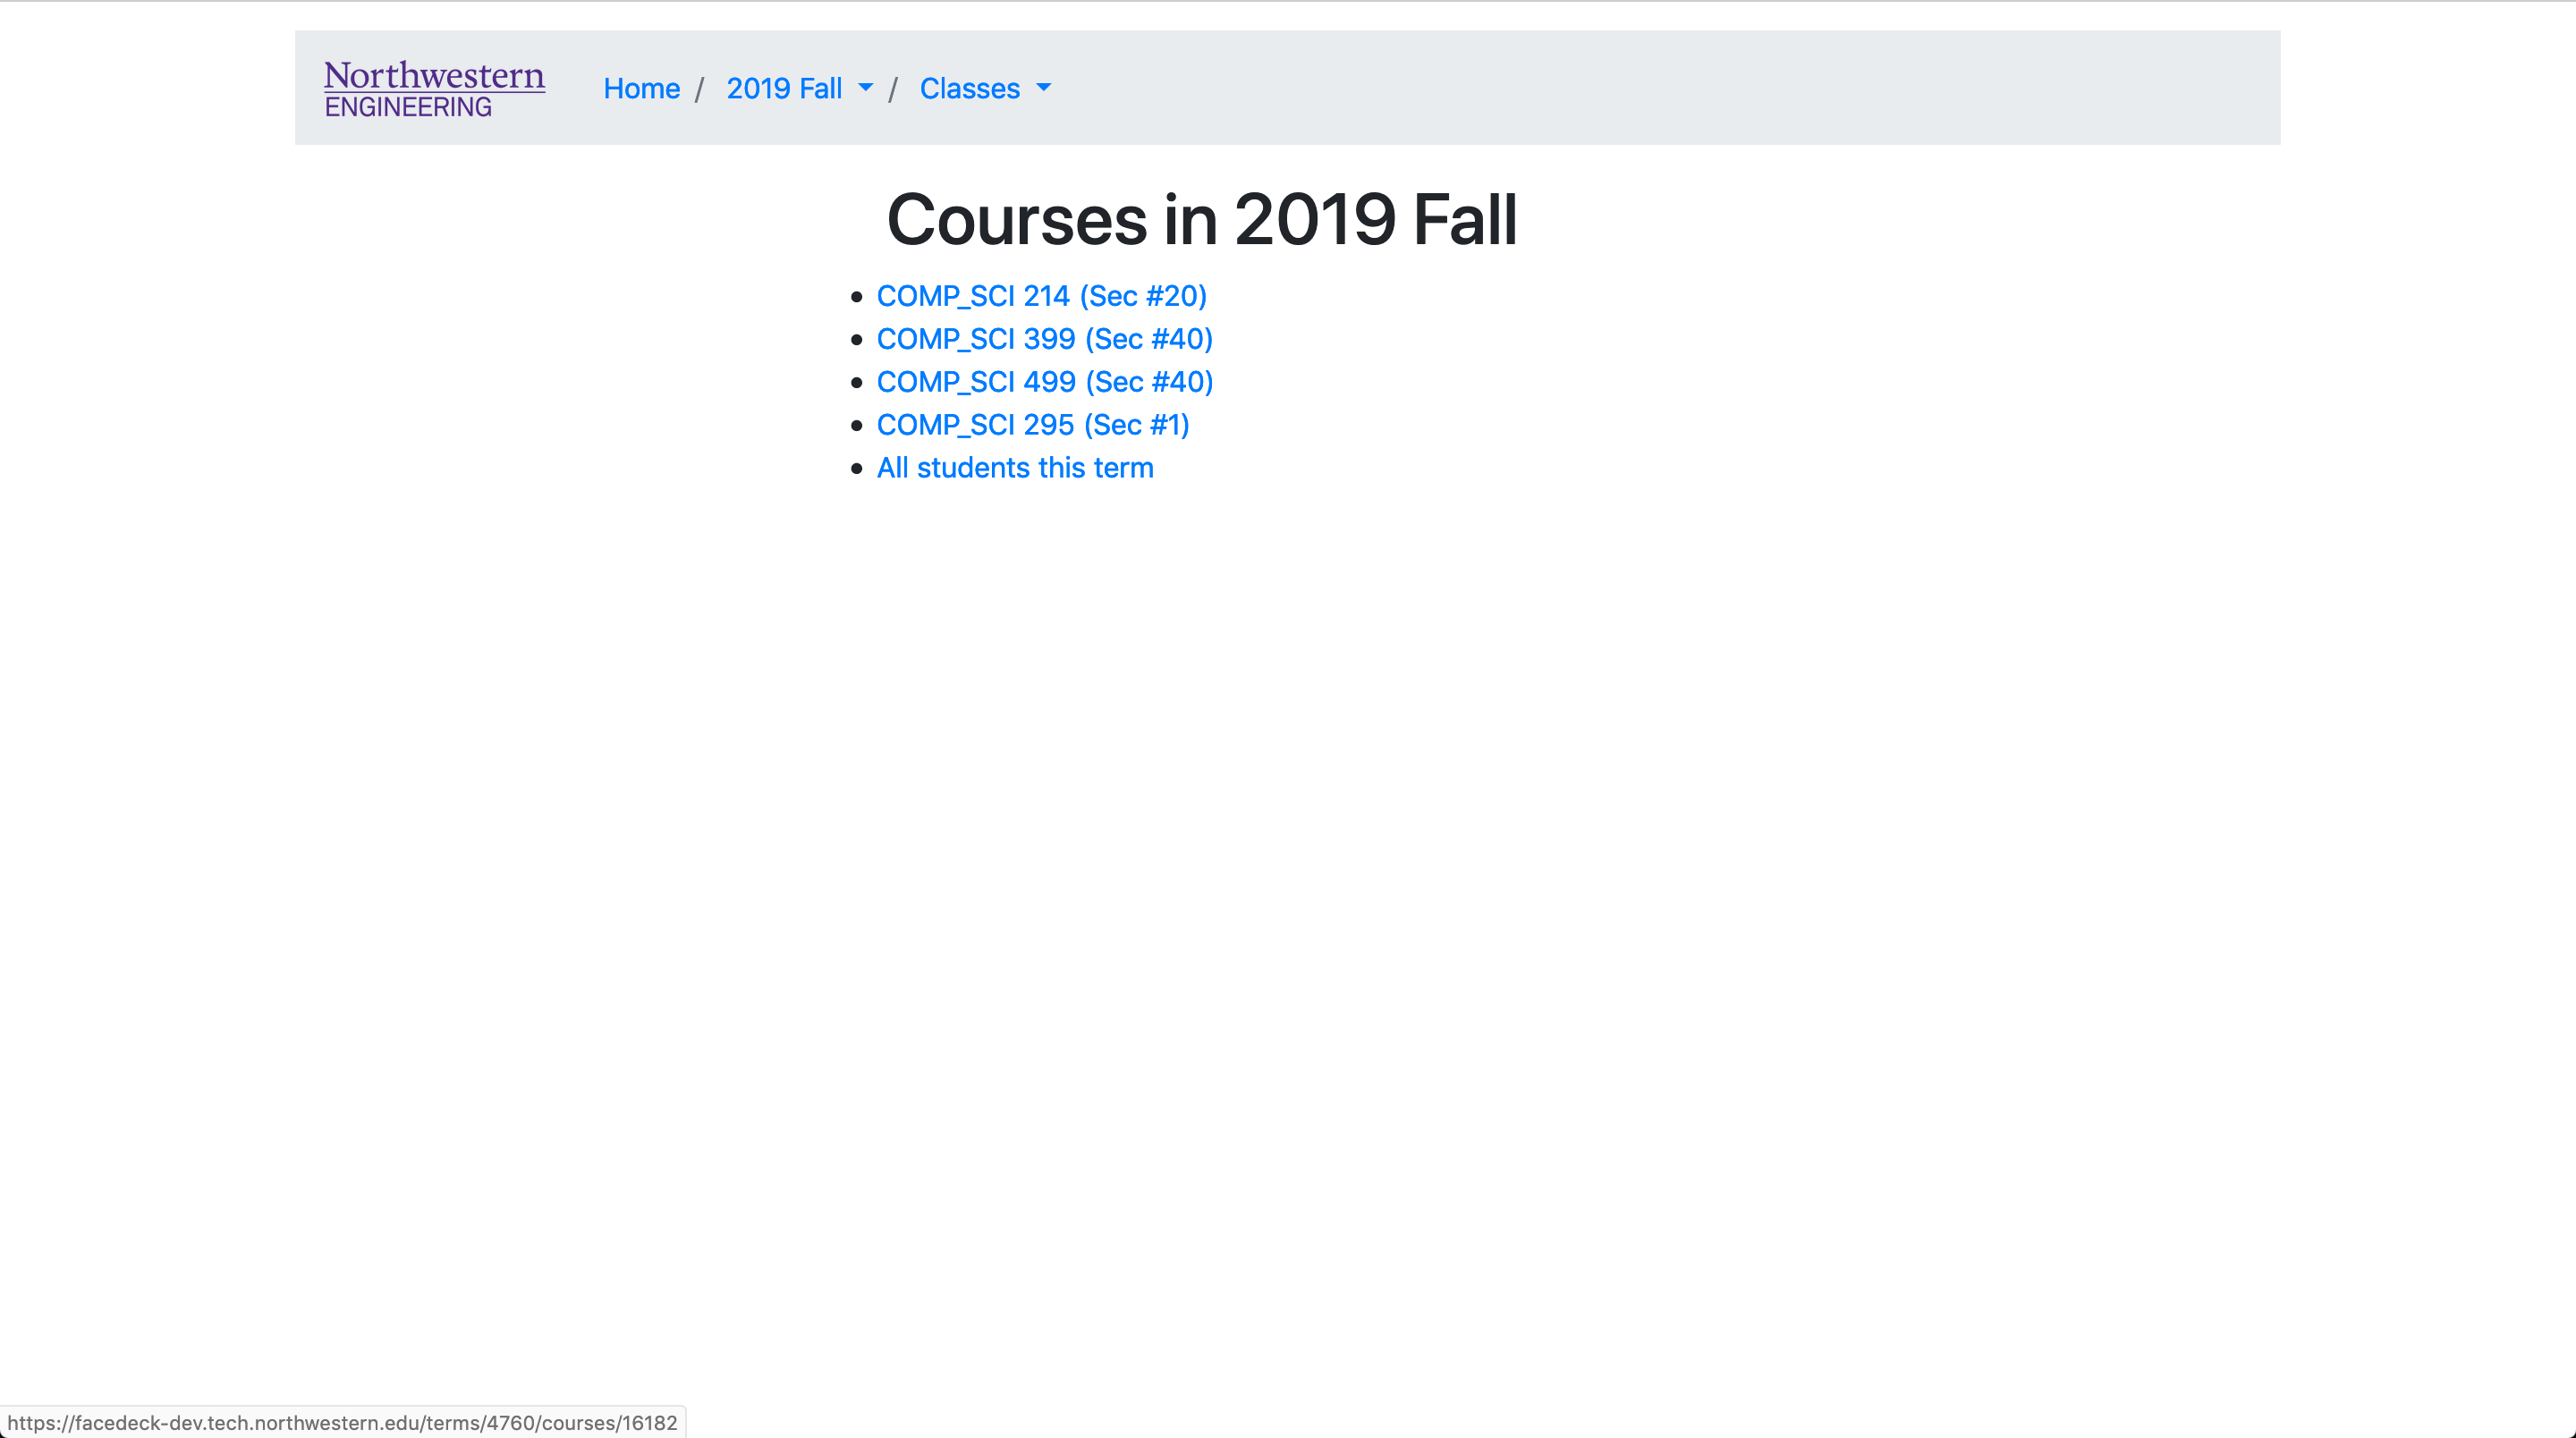 Northwestern
ENGINEERING
Home / 2019 Fall / Classes
Courses in 2019 Fall
COMP_SCI 214 (Sec #20)
COMP_SCI 399 (Sec #40)
COMP_SCI 499 (Sec #40)
COMP_SCI 295 (Sec #1)
All students this term
https://facedeck-dev.tech.northwestern.edu/terms/4760/courses/16182